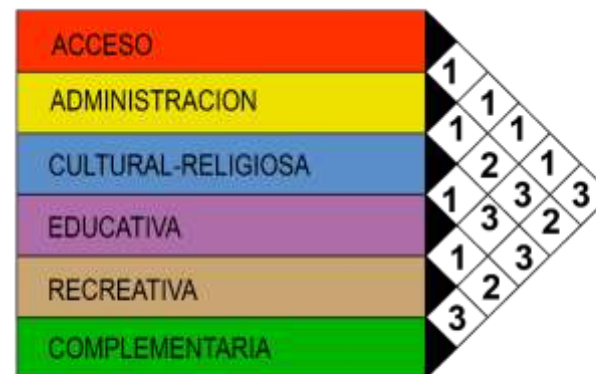 ACCESO
ADMINISTRACION
CULTURAL-RELIGIOSA
EDUCATIVA
RECREATIVA
COMPLEMENTARIA
1
1
1 1
2 1
1 3 3
3 2
1 3
2
3